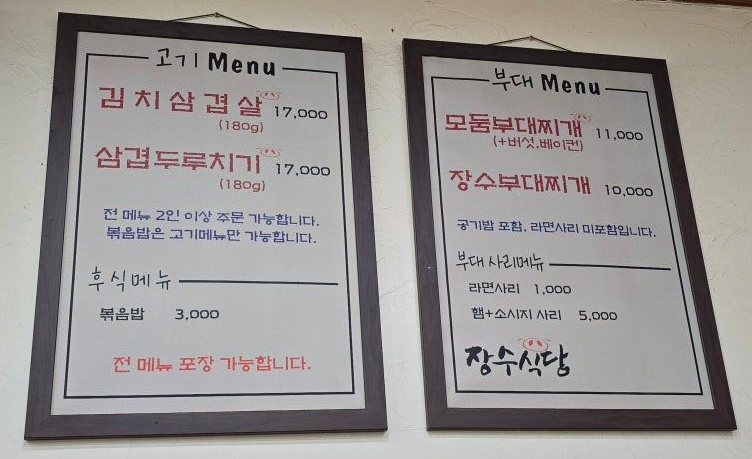 고기 Menu
김치삼겹살 17,000
(180g)
삼겹두루치기 17,000
(180g)
전 메뉴 2인 이상 주문 가능합니다.
볶음밥은 고기메뉴만 가능합니다.
후식메뉴
볶음밥 3,000
전 메뉴 포장 가능합니다.
부대 Menu
모둠부대찌개 11,000
(+버섯,베이컨)
장수부대찌개 10,000
공기밥 포함, 라면사리 미포함입니다.
부대 사리메뉴
라면사리 1,000
햄+소시지 사리 5,000
장수식당